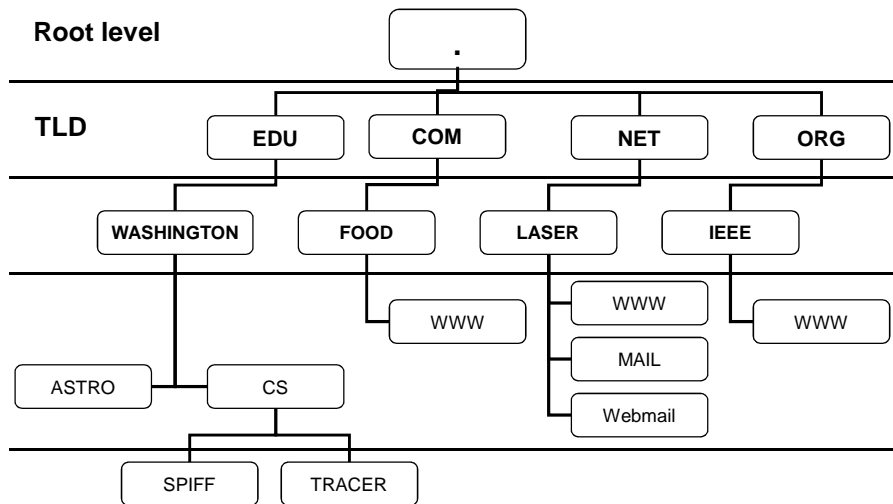 Root level
.
TLD
EDU
COM
NET
ORG
WASHINGTON
FOOD
LASER
IEEE
WWW
WWW
WWW
MAIL
ASTRO
CS
Webmail
SPIFF
TRACER